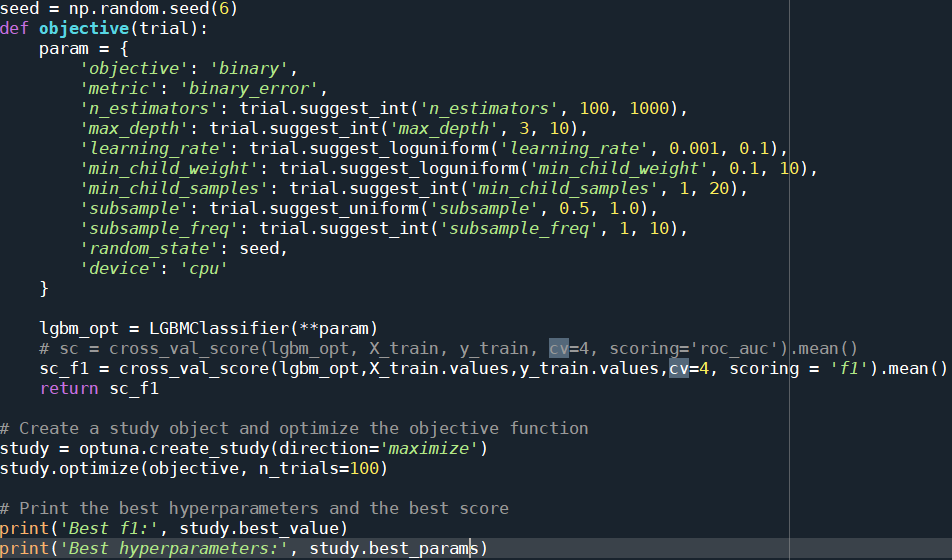 seed = np.random.seed(6)
def objective(trial):
    param = {
        'objective': 'binary',
        'metric': 'binary_error',
        'n_estimators': trial.suggest_int('n_estimators', 100, 1000),
        'max_depth': trial.suggest_int('max_depth', 3, 10),
        'learning_rate': trial.suggest_loguniform('learning_rate', 0.001, 0.1),
        'min_child_weight': trial.suggest_loguniform('min_child_weight', 0.1, 10),
        'min_child_samples': trial.suggest_int('min_child_samples', 1, 20),
        'subsample': trial.suggest_uniform('subsample', 0.5, 1.0),
        'subsample_freq': trial.suggest_int('subsample_freq', 1, 10),
        'random_state': seed,
        'device': 'cpu'
    }
    lgbm_opt = LGBMClassifier(**param)
    # sc = cross_val_score(lgbm_opt, X_train, y_train, cv=4, scoring='roc_auc').mean()
    sc_f1 = cross_val_score(lgbm_opt,X_train.values,y_train.values,cv=4, scoring = 'f1').mean()
    return sc_f1
# Create a study object and optimize the objective function
study = optuna.create_study(direction='maximize')
study.optimize(objective, n_trials=100)
# Print the best hyperparameters and the best score
print('Best f1:', study.best_value)
print('Best hyperparameters:', study.best_params)